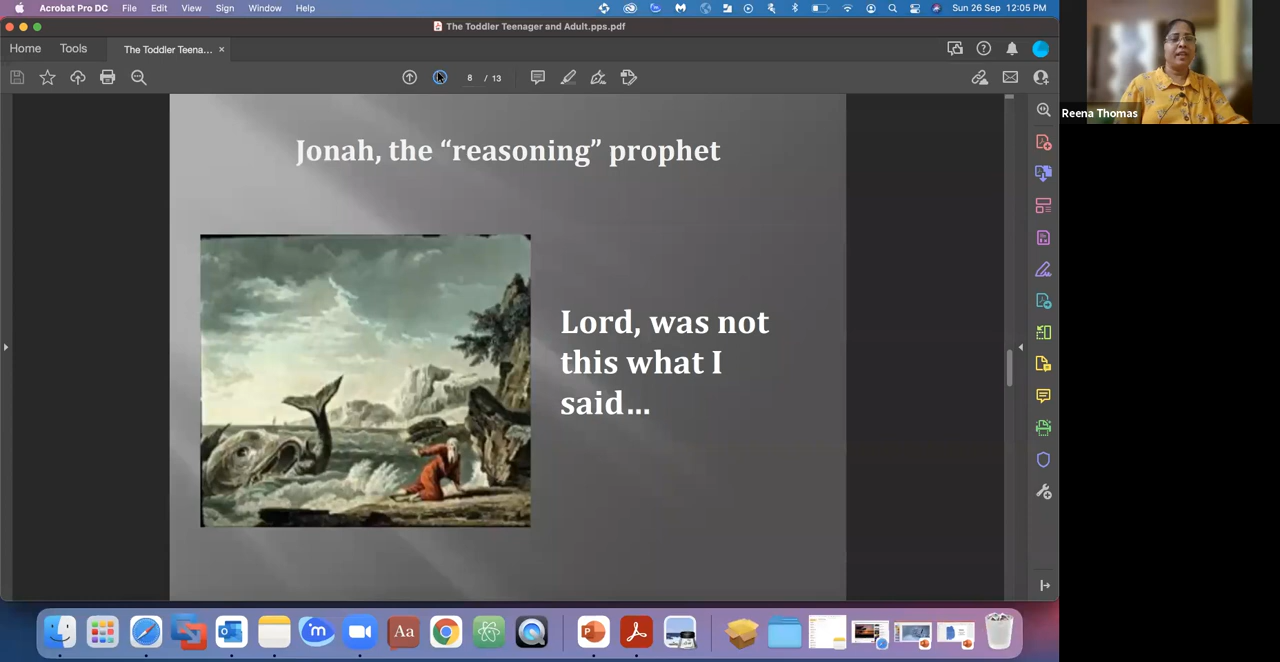 Acrobat Pro DC File Edit View Sign Window Help Sun 26 Sep 12:05 PM
The Toddler Teenager and Adult.pps.pdf
Home Tools The Toddler Teena... ×
8 / 13
Reena Thomas
Jonah, the “reasoning” prophet
Lord, was not
this what I
said...
Aa